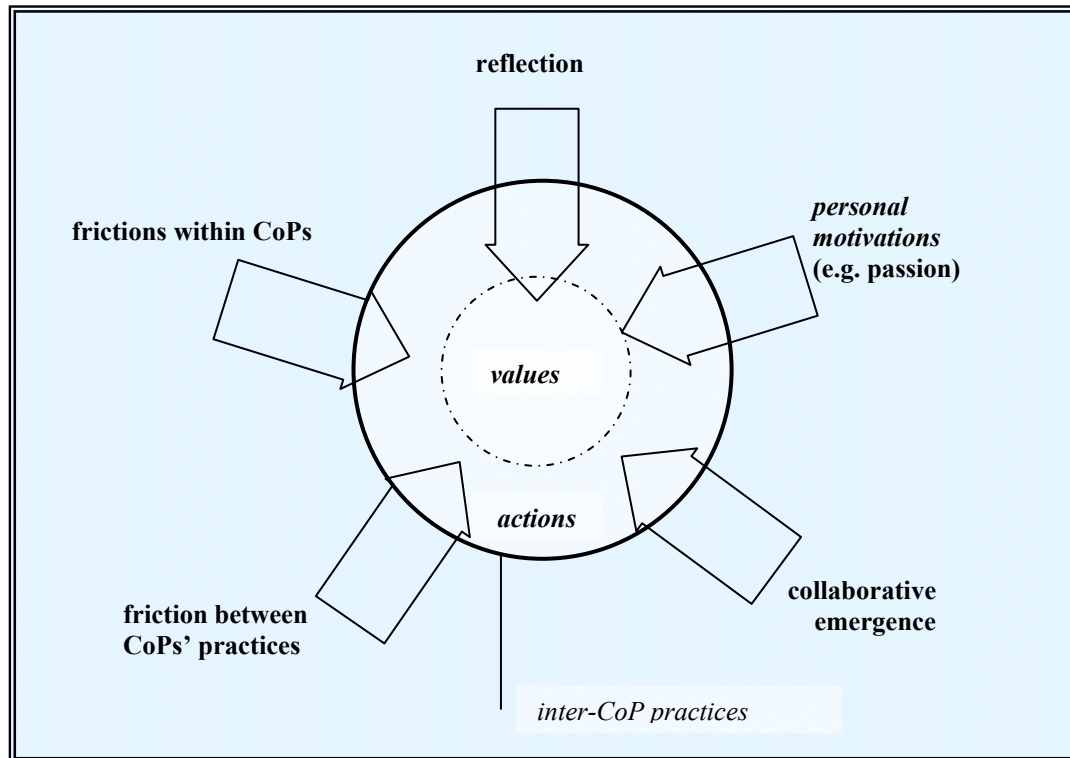 reflection
frictions within CoPs
personal
motivations
(e.g. passion)
values
actions
friction between
CoPs’ practices
collaborative
emergence
inter-CoP practices